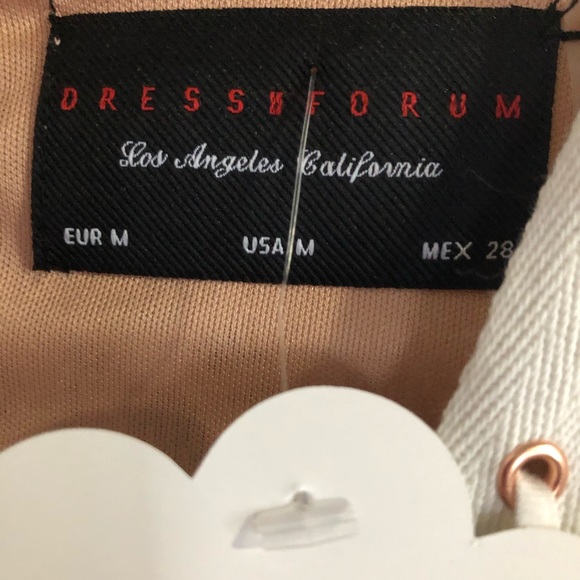 DRESS FORUM
Los Angeles California
EUR M USA M MEX 28